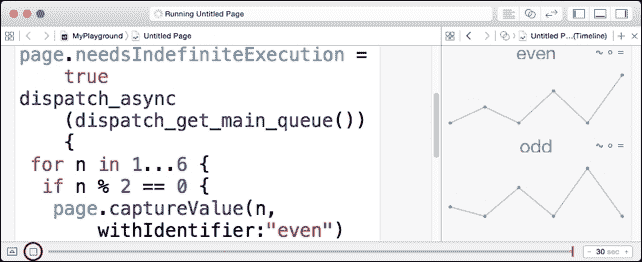 Running Untitled Page
MyPlayground
Untitled Page
Untitled P...(Timeline)
page.needsIndefiniteExecution =
true
dispatch_async
(dispatch_get_main_queue())
{
for n in 1...6 {
if n % 2 == 0 {
page.captureValue(n,
withIdentifier:"even")
even
odd
- 30 sec +